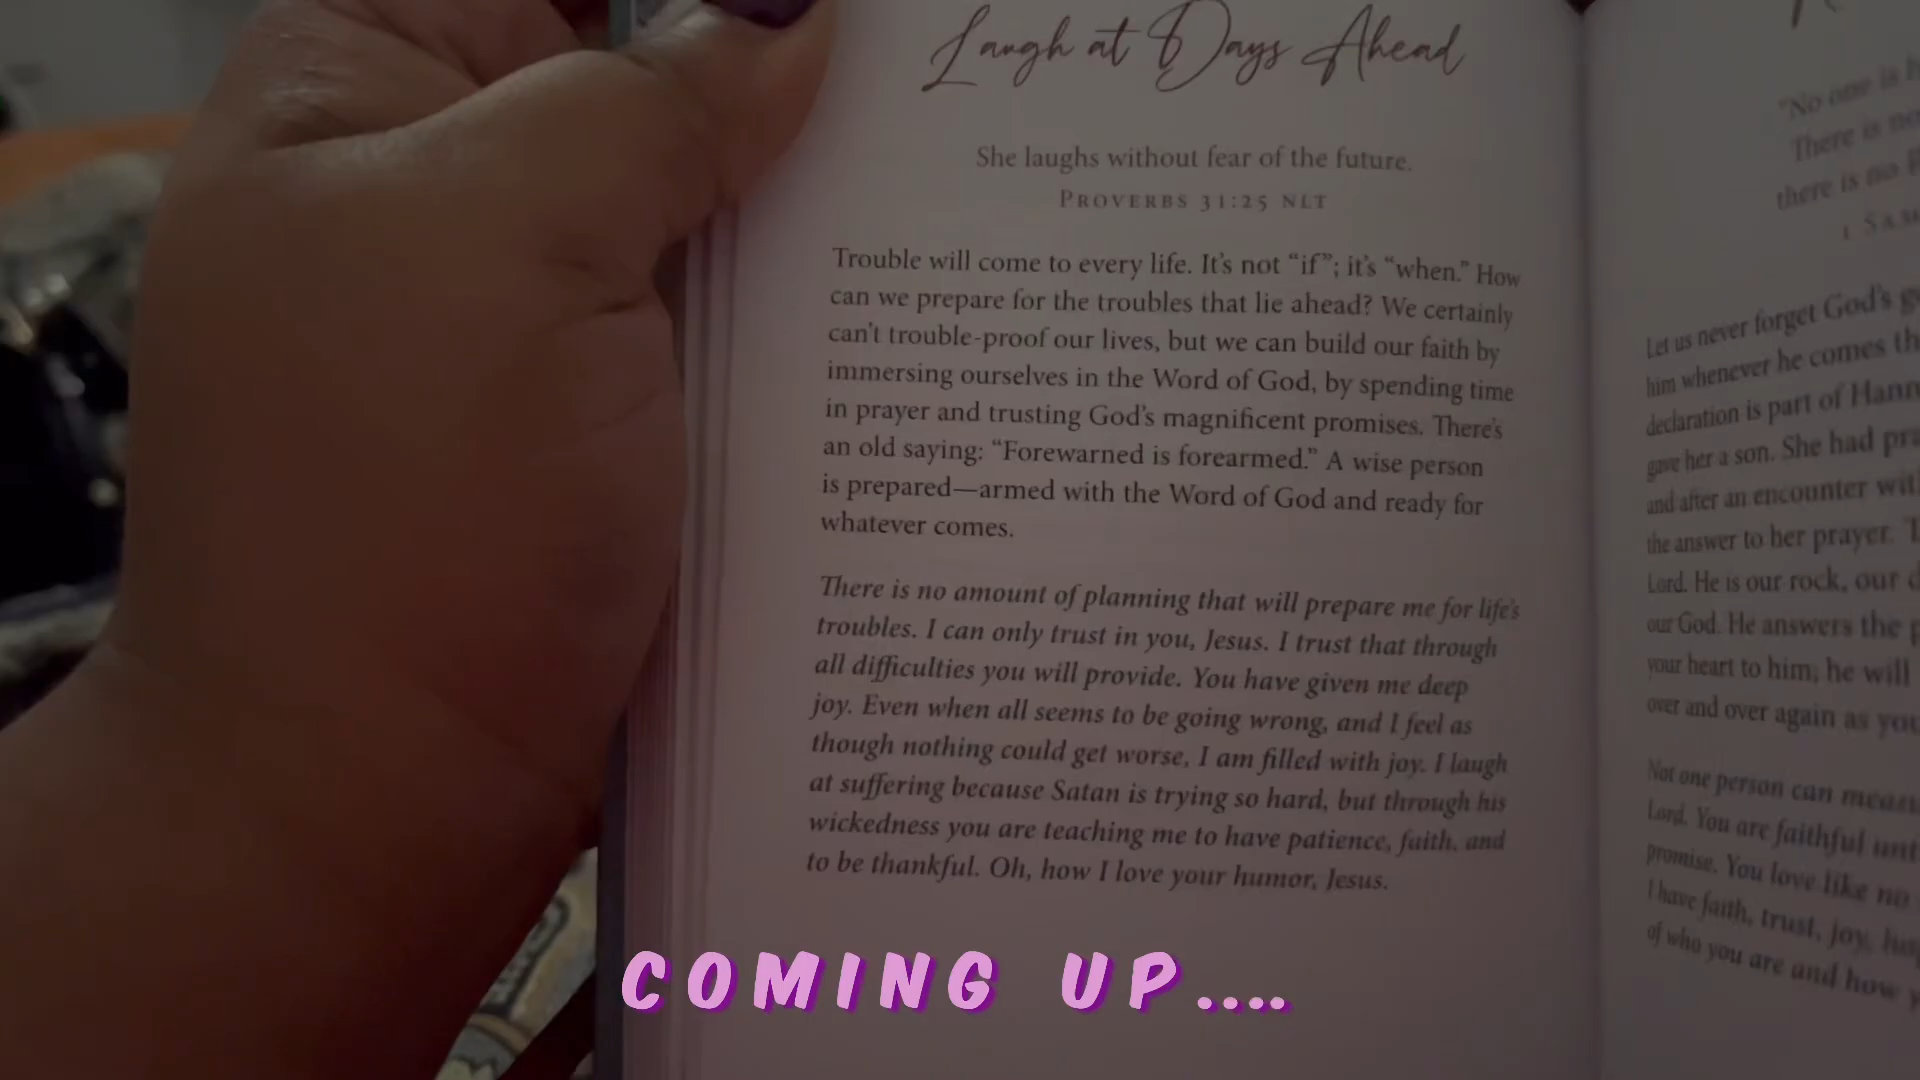 Laugh at Days Ahead
She laughs without fear of the future.
PROVERBS 31:25 NLT
Trouble will come to every life. It's not “if”; it's “when.” How
can we prepare for the troubles that lie ahead? We certainly
can't trouble-proof our lives, but we can build our faith by
immersing ourselves in the Word of God, by spending time
in prayer and trusting God's magnificent promises. There's
an old saying: “Forewarned is forearmed.” A wise person
is prepared—armed with the Word of God and ready for
whatever comes.
There is no amount of planning that will prepare me for life's
troubles. I can only trust in you, Jesus. I trust that through
all difficulties you will provide. You have given me deep
joy. Even when all seems to be going wrong, and I feel as
though nothing could get worse, I am filled with joy. I laugh
at suffering because Satan is trying so hard, but through his
wickedness you are teaching me to have patience, faith, and
to be thankful. Oh, how I love your humor, Jesus.
“No one is
There is no
there is no
1
Let us never forget God's
him whenever he comes
declaration is part of
gave her a son. She had
and after an encounter
the answer to her prayer.
Lord. He is our rock, our
our God. He answers the
your heart to him; he will
over and over again as you
Not one person can
Lord. You are faithful
promise. You love like no
I have faith, trust, joy,
of who you are and how
COMING UP....